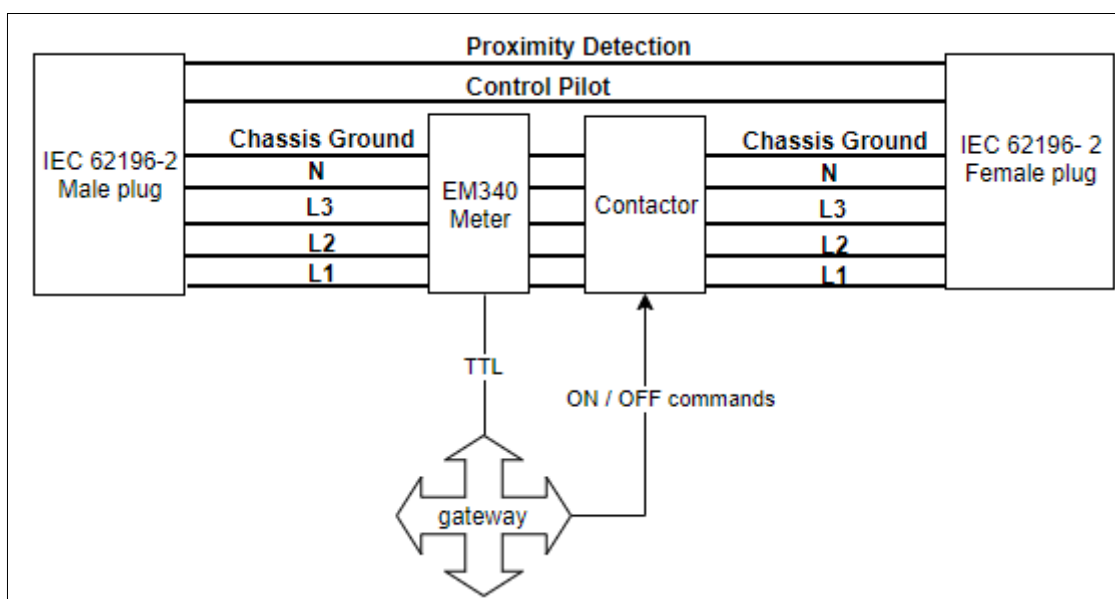 Proximity Detection
Control Pilot
IEC 62196-2
Male plug
Chassis Ground
N
L3
L2
L1
EM340
Meter
Contactor
Chassis Ground
N
L3
L2
L1
IEC 62196- 2
Female plug
TTL
ON / OFF commands
gateway